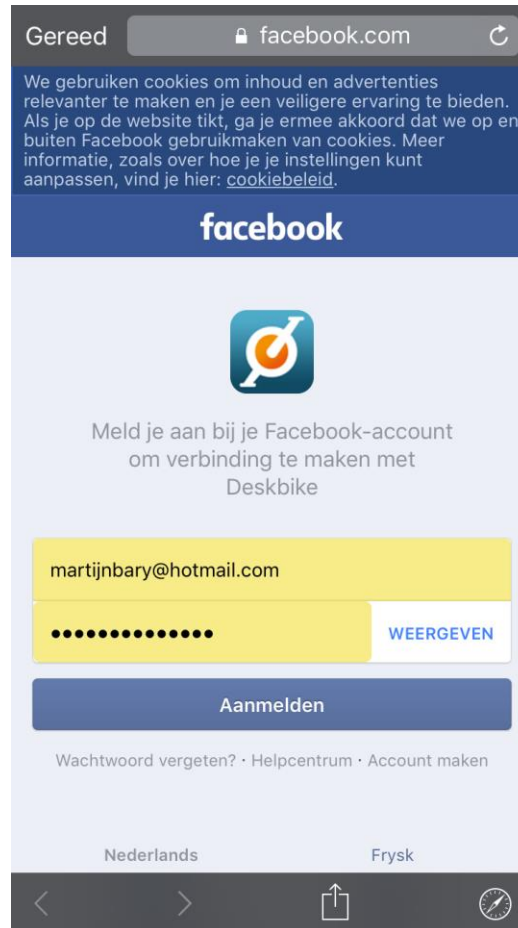 Gereed
facebook.com
We gebruiken cookies om inhoud en advertenties
relevanter te maken en je een veiligere ervaring te bieden.
Als je op de website tikt, ga je ermee akkoord dat we op en
buiten Facebook gebruikmaken van cookies. Meer
informatie, zoals over hoe je je instellingen kunt
aanpassen, vind je hier: cookiebeleid.
facebook
Meld je aan bij je Facebook-account
om verbinding te maken met
Deskbike
martijnbary@hotmail.com
••••••••••••••
WEERGEVEN
Aanmelden
Wachtwoord vergeten? · Helpcentrum · Account maken
Nederlands
Frysk